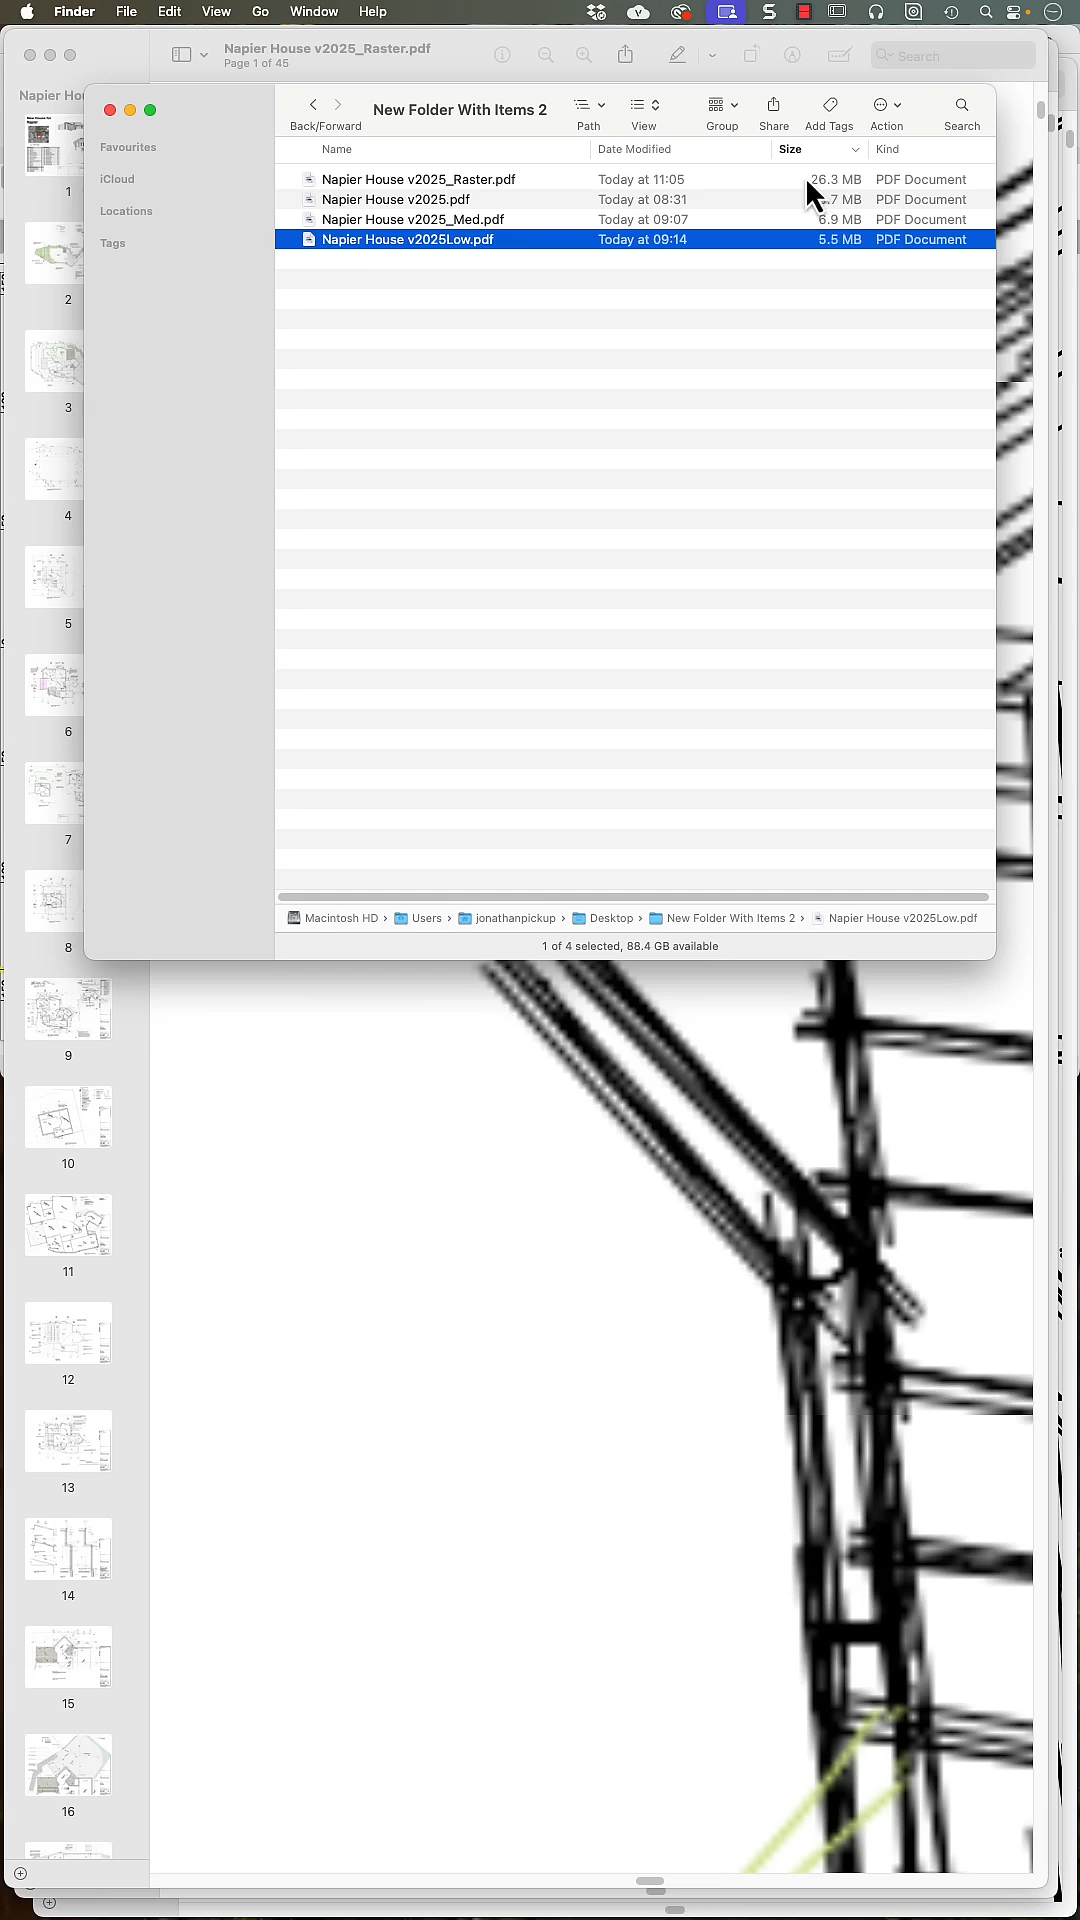 Finder File Edit View Go Window Help
Napier House v2025_Raster.pdf
Page 1 of 45
Search
Napier Hou
New Folder With Items 2
Back/Forward Path View Group Share Add Tags Action Search
Favourites
iCloud
Locations
Tags
Name Date Modified Size Kind
Napier House v2025_Raster.pdf Today at 11:05 26.3 MB PDF Document
Napier House v2025.pdf Today at 08:31 .7 MB PDF Document
Napier House v2025_Med.pdf Today at 09:07 6.9 MB PDF Document
Napier House v2025Low.pdf Today at 09:14 5.5 MB PDF Document
Macintosh HD › Users › jonathanpickup › Desktop › New Folder With Items 2 › Napier House v2025Low.pdf
1 of 4 selected, 88.4 GB available
1
2
3
4
5
6
7
8
9
10
11
12
13
14
15
16